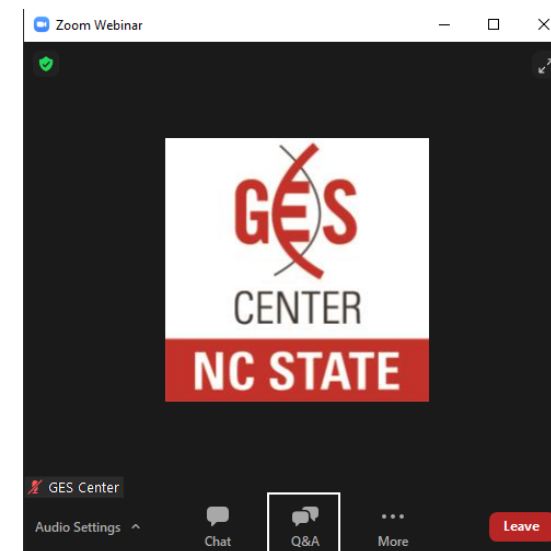 Zoom Webinar
GES
CENTER
NC STATE
GES Center
Audio Settings
Chat
Q&A
More
Leave